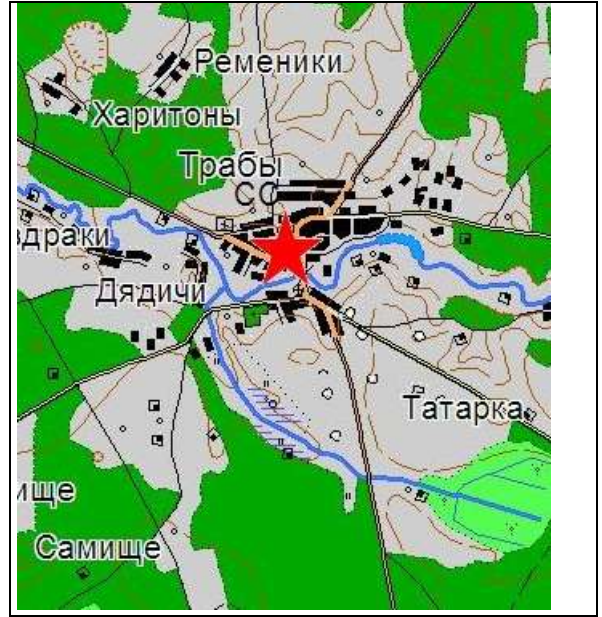 Ременики
Харитоны
Трабы
СС
здраки
Дядичи
Татарка
ище
Самище